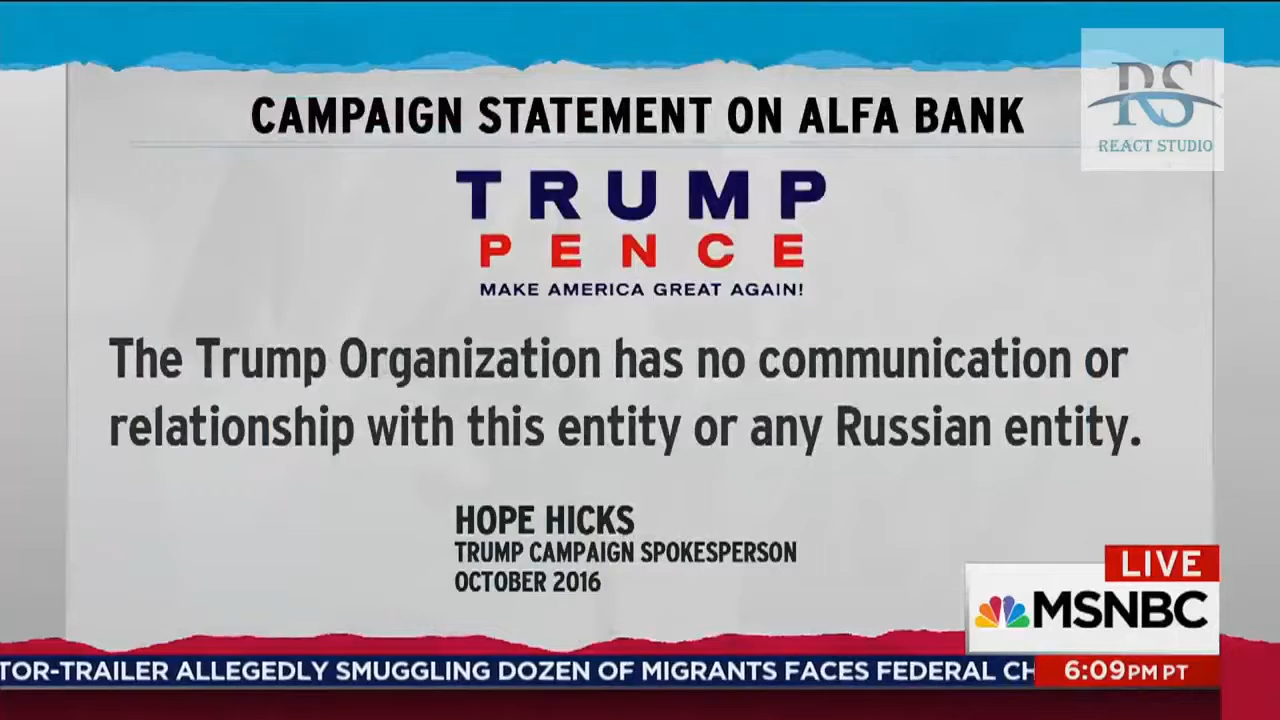 CAMPAIGN STATEMENT ON ALFA BANK
RS
REACT STUDIO
TRUMP
PENCE
MAKE AMERICA GREAT AGAIN!
The Trump Organization has no communication or
relationship with this entity or any Russian entity.
HOPE HICKS
TRUMP CAMPAIGN SPOKESPERSON
OCTOBER 2016
LIVE
MSNBC
TOR-TRAILER ALLEGEDLY SMUGGLING DOZEN OF MIGRANTS FACES FEDERAL CH
6:09PM PT